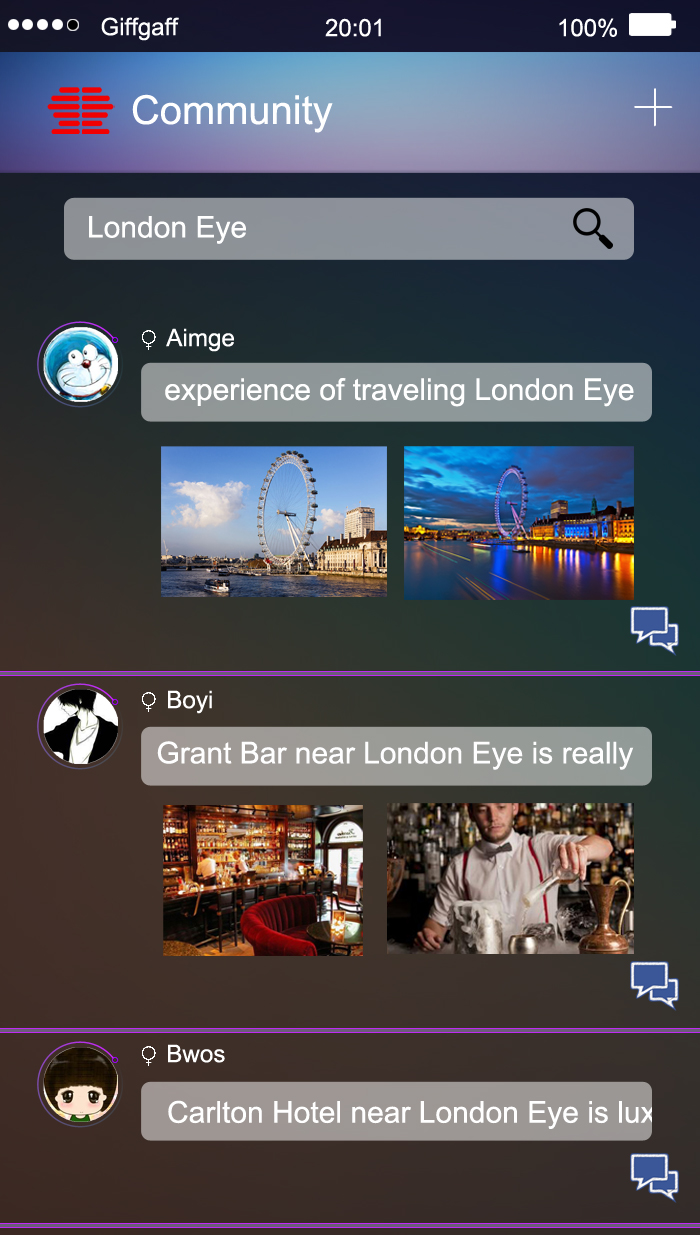 Giffgaff 20:01 100%
Community
London Eye
Aimge
experience of traveling London Eye
Boyi
Grant Bar near London Eye is really
Bwos
Carlton Hotel near London Eye is lux